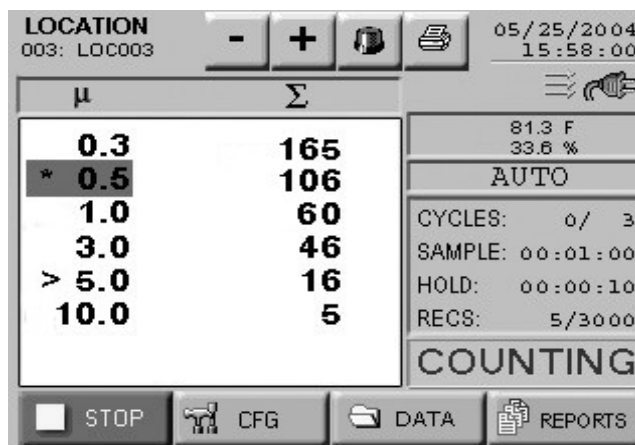 LOCATION
003: LOC003
- +
05/25/2004
15:58:00
µ Σ
0.3 165
* 0.5 106
1.0 60
3.0 46
> 5.0 16
10.0 5
81.3 F
33.6 %
AUTO
CYCLES: 0/ 3
SAMPLE: 00:01:00
HOLD: 00:00:10
RECS: 5/3000
COUNTING
STOP CFG DATA REPORTS